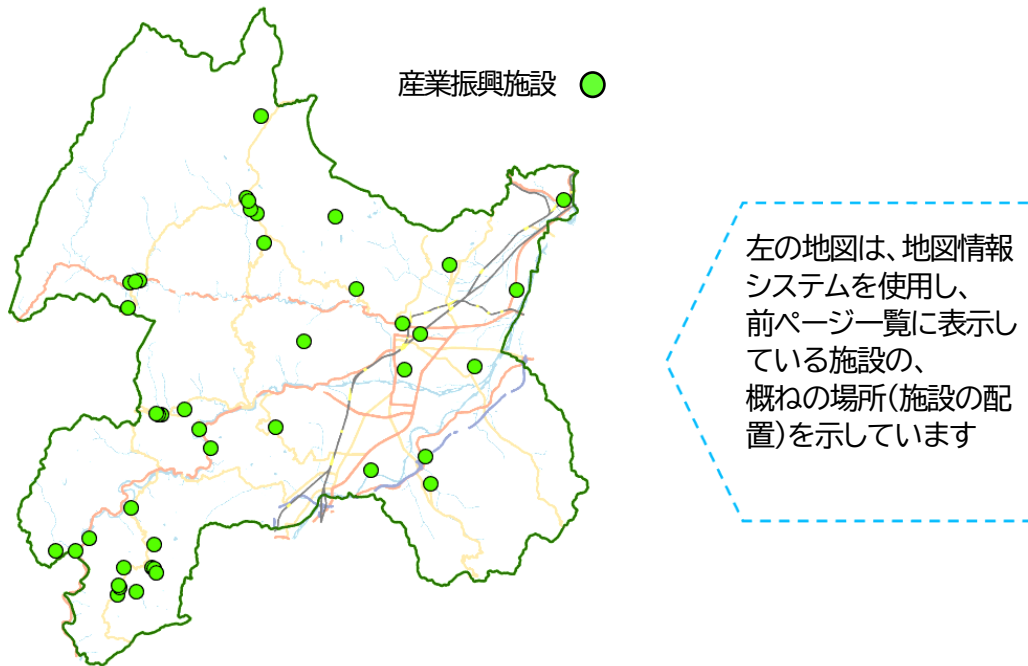 産業振興施設
左の地図は、地図情報
システムを使用し、
前ページ一覧に表示し
ている施設の、
概ねの場所(施設の配
置)を示しています